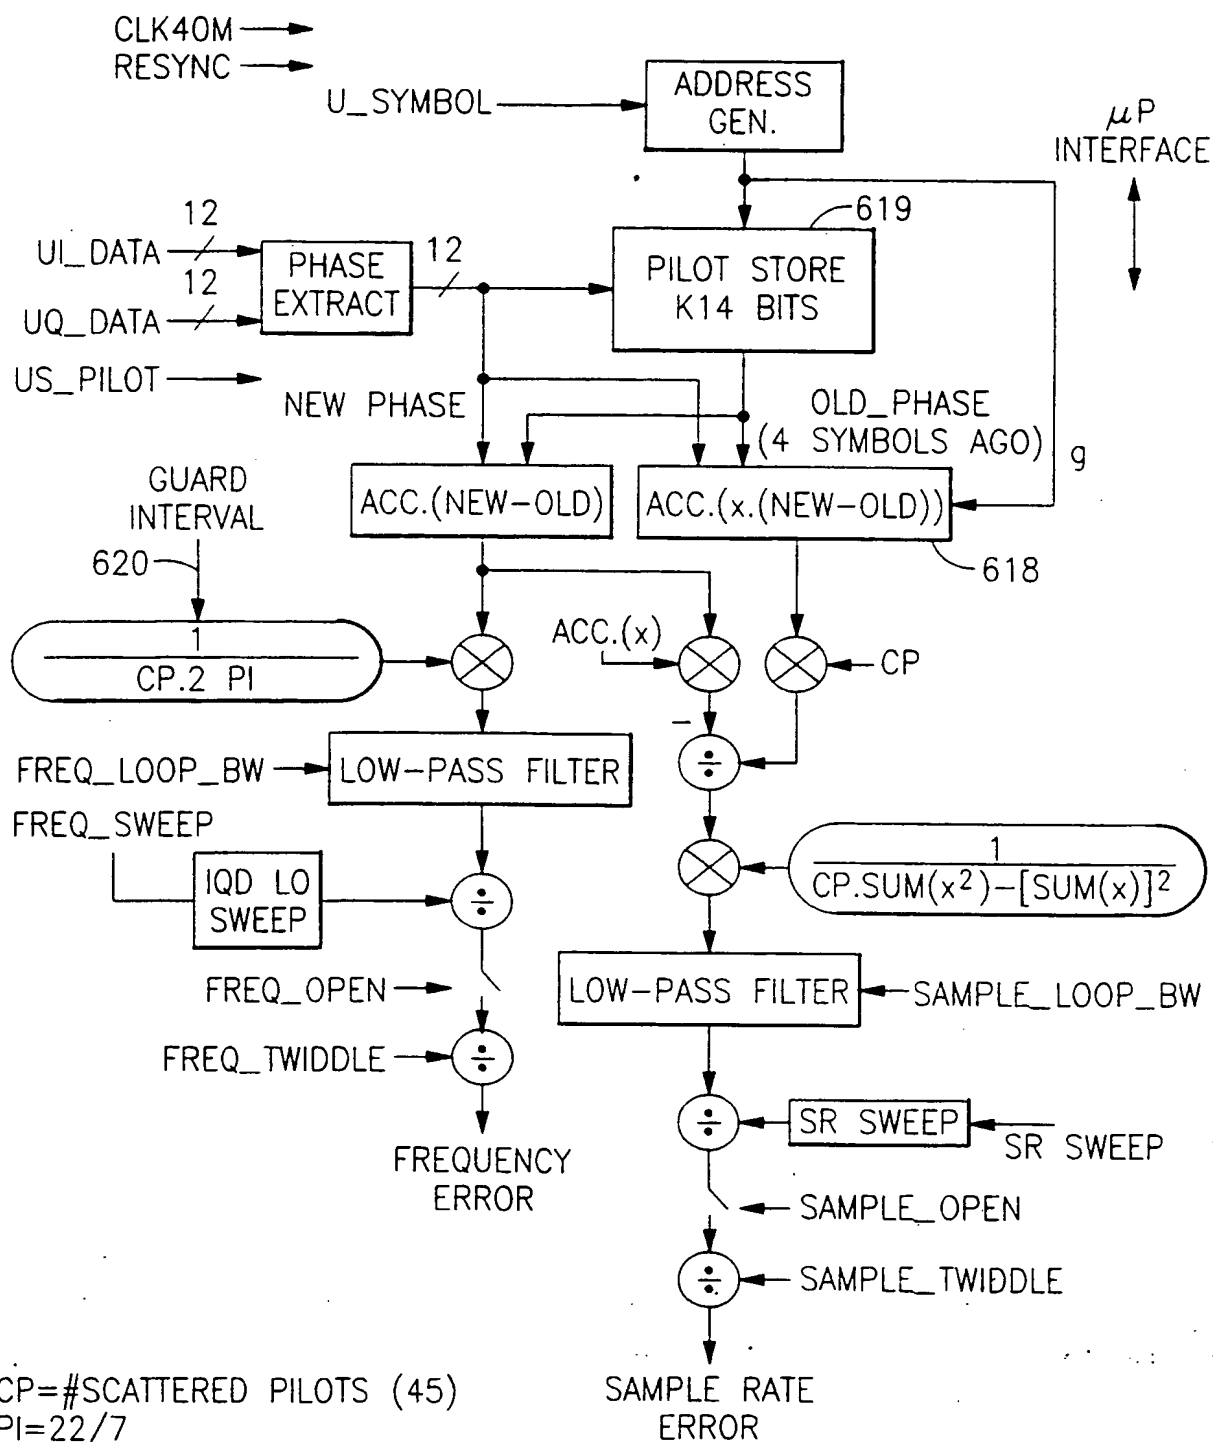 CLK40M
RESYNC
U_SYMBOL
ADDRESS
GEN.
μP
INTERFACE
619
12
UI_DATA
12
UQ_DATA
PHASE
EXTRACT
12
PILOT STORE
K14 BITS
US_PILOT
NEW PHASE
OLD_PHASE
(4 SYMBOLS AGO)
9
GUARD
INTERVAL
620
ACC.(NEW-OLD)
ACC.(x.(NEW-OLD))
618
1
CP.2 PI
ACC.(x)
CP
−
FREQ_LOOP_BW
LOW-PASS FILTER
FREQ_SWEEP
IQD LO
SWEEP
1
CP.SUM(x²)-[SUM(x)]²
FREQ_OPEN
LOW-PASS FILTER
SAMPLE_LOOP_BW
FREQ_TWIDDLE
SR SWEEP
SR SWEEP
FREQUENCY
ERROR
SAMPLE_OPEN
SAMPLE_TWIDDLE
CP=#SCATTERED PILOTS (45)
PI=22/7
SAMPLE RATE
ERROR